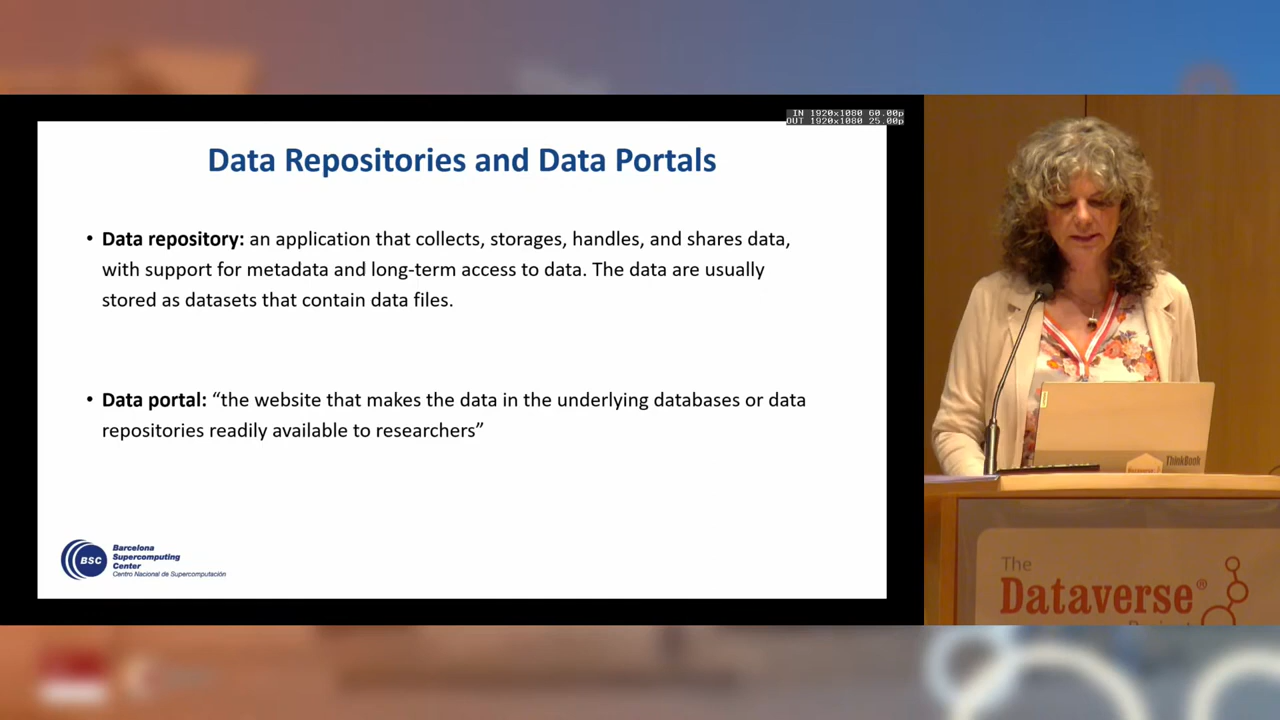 IN 1920x1080 60.00p
OUT 1920x1080 25.00p
Data Repositories and Data Portals
• Data repository: an application that collects, storages, handles, and shares data,
with support for metadata and long-term access to data. The data are usually
stored as datasets that contain data files.
• Data portal: “the website that makes the data in the underlying databases or data
repositories readily available to researchers”
BSC
Barcelona
Supercomputing
Center
Centro Nacional de Supercomputación
ThinkBook
The
Dataverse®
Project